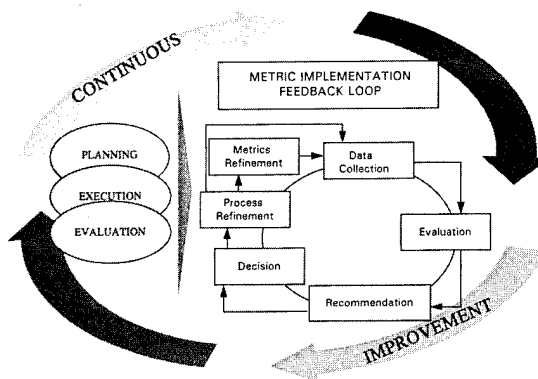 CONTINUOUS
METRIC IMPLEMENTATION
FEEDBACK LOOP
PLANNING
EXECUTION
EVALUATION
Metrics
Refinement
Data
Collection
Process
Refinement
Evaluation
Decision
Recommendation
IMPROVEMENT